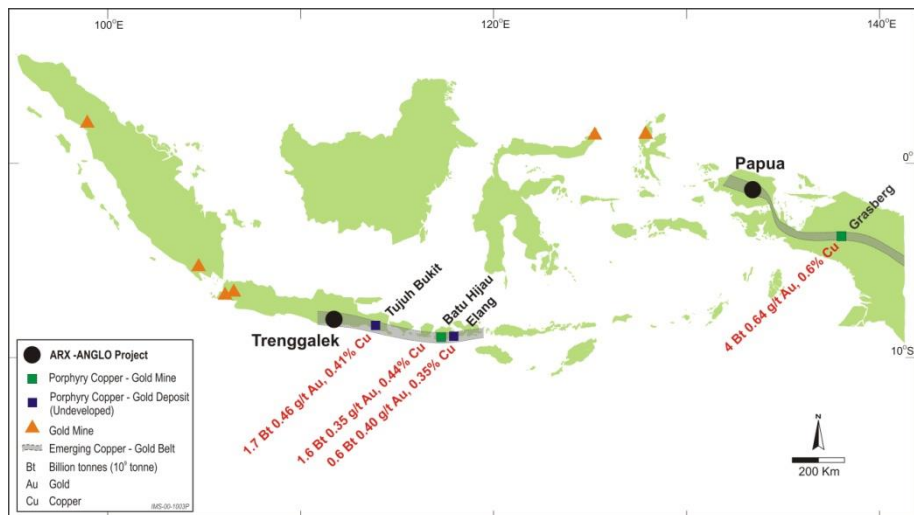 100°E
120°E
140°E
0°
10°S
Papua
Grasberg
4 Bt 0.64 g/t Au, 0.6% Cu
Trenggalek
Tujuh Bukit
Batu Hijau
Elang
1.7 Bt 0.46 g/t Au, 0.41% Cu
1.6 Bt 0.35 g/t Au, 0.44% Cu
0.6 Bt 0.40 g/t Au, 0.35% Cu
ARX -ANGLO Project
Porphyry Copper - Gold Mine
Porphyry Copper - Gold Deposit
(Undeveloped)
Gold Mine
Emerging Copper - Gold Belt
Bt Billion tonnes (10⁹ tonne)
Au Gold
Cu Copper
IMS-00-1003P
N
200 Km